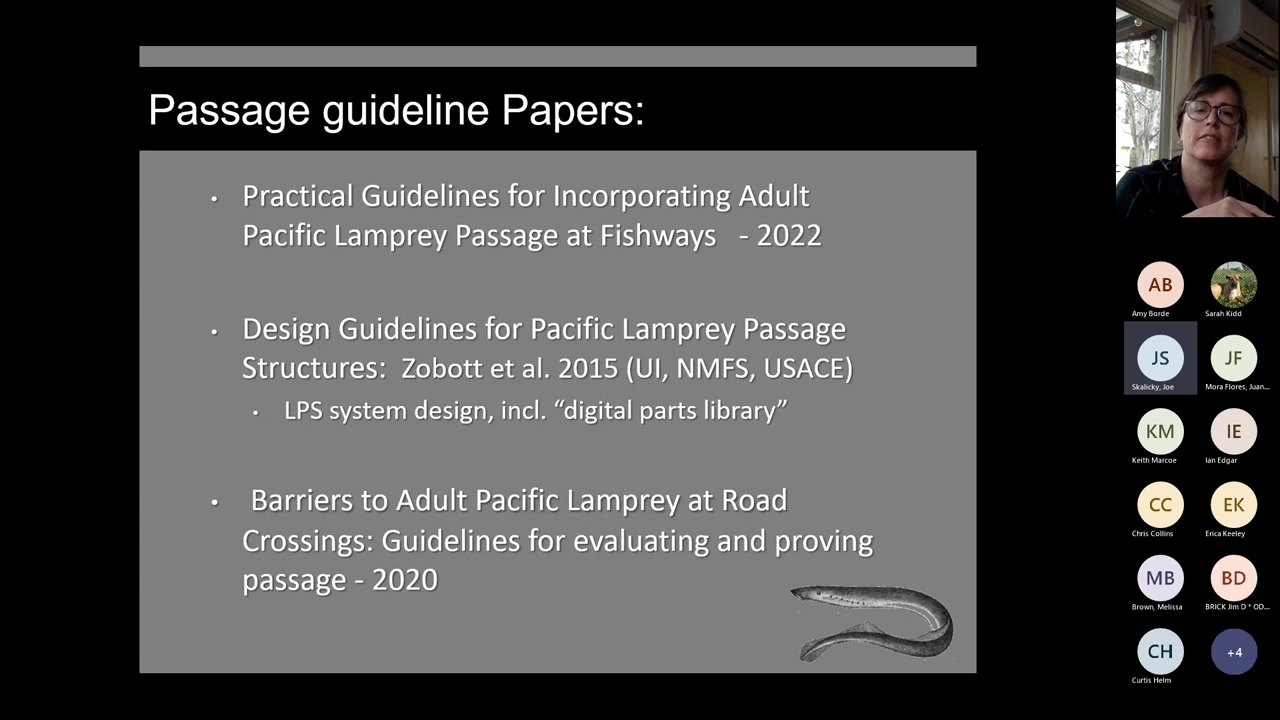 Passage guideline Papers:
• Practical Guidelines for Incorporating Adult
Pacific Lamprey Passage at Fishways - 2022
• Design Guidelines for Pacific Lamprey Passage
Structures: Zobott et al. 2015 (UI, NMFS, USACE)
• LPS system design, incl. “digital parts library”
• Barriers to Adult Pacific Lamprey at Road
Crossings: Guidelines for evaluating and proving
passage - 2020
AB
Amy Borde
Sarah Kidd
JS
Skalicky, Joe
JF
Mora Flores, Juan...
KM
Keith Marcoe
IE
Ian Edgar
CC
Chris Collins
EK
Erica Keeley
MB
Brown, Melissa
BD
BRICK Jim D * OD...
CH
Curtis Helm
+4